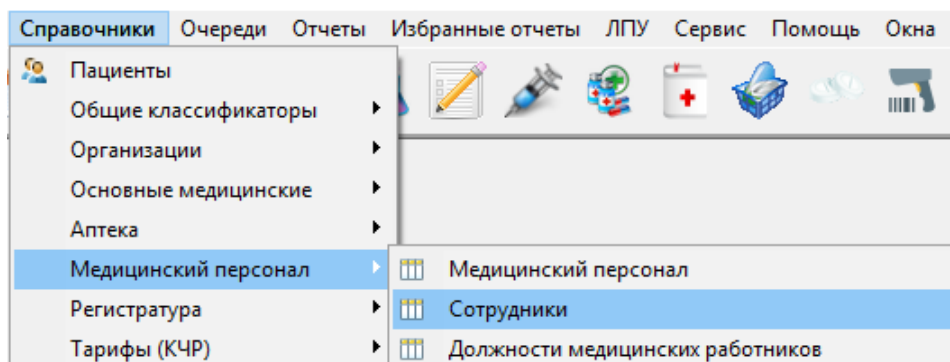 Справочники Очереди Отчеты Избранные отчеты ЛПУ Сервис Помощь Окна
Пациенты
Общие классификаторы
Организации
Основные медицинские
Аптека
Медицинский персонал
Медицинский персонал
Регистратура
Сотрудники
Тарифы (КЧР)
Должности медицинских работников